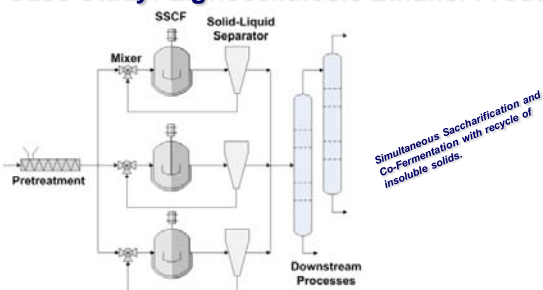 SSCF
Solid-Liquid
Separator
Mixer
Pretreatment
Simultaneous Saccharification and
Co-Fermentation with recycle of
insoluble solids.
Downstream
Processes